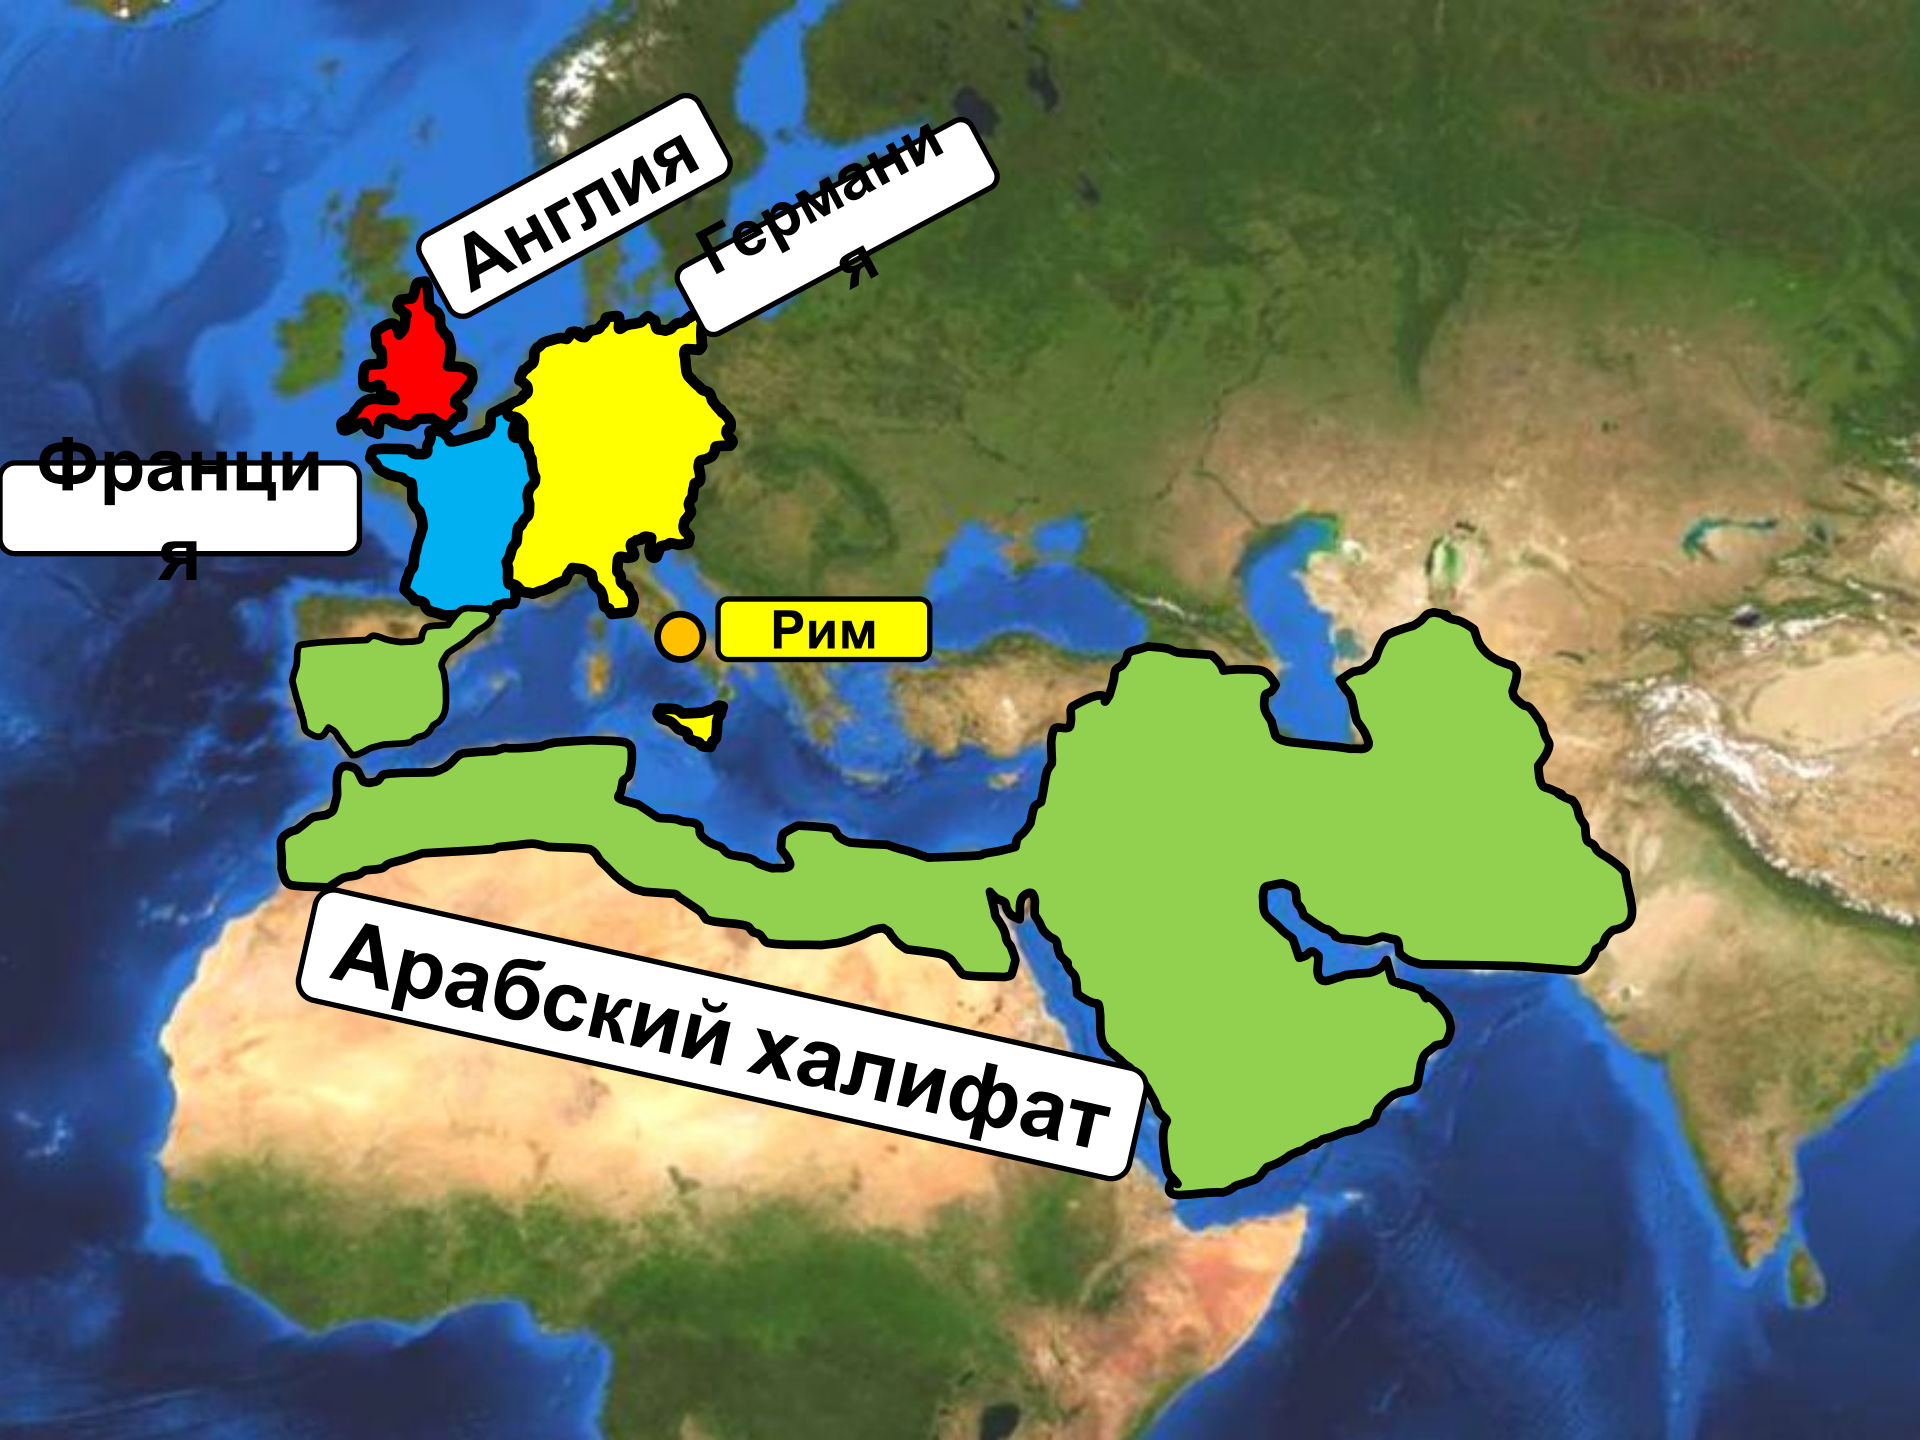 Англия
Германи
я
Франци
я
Рим
Арабский халифат